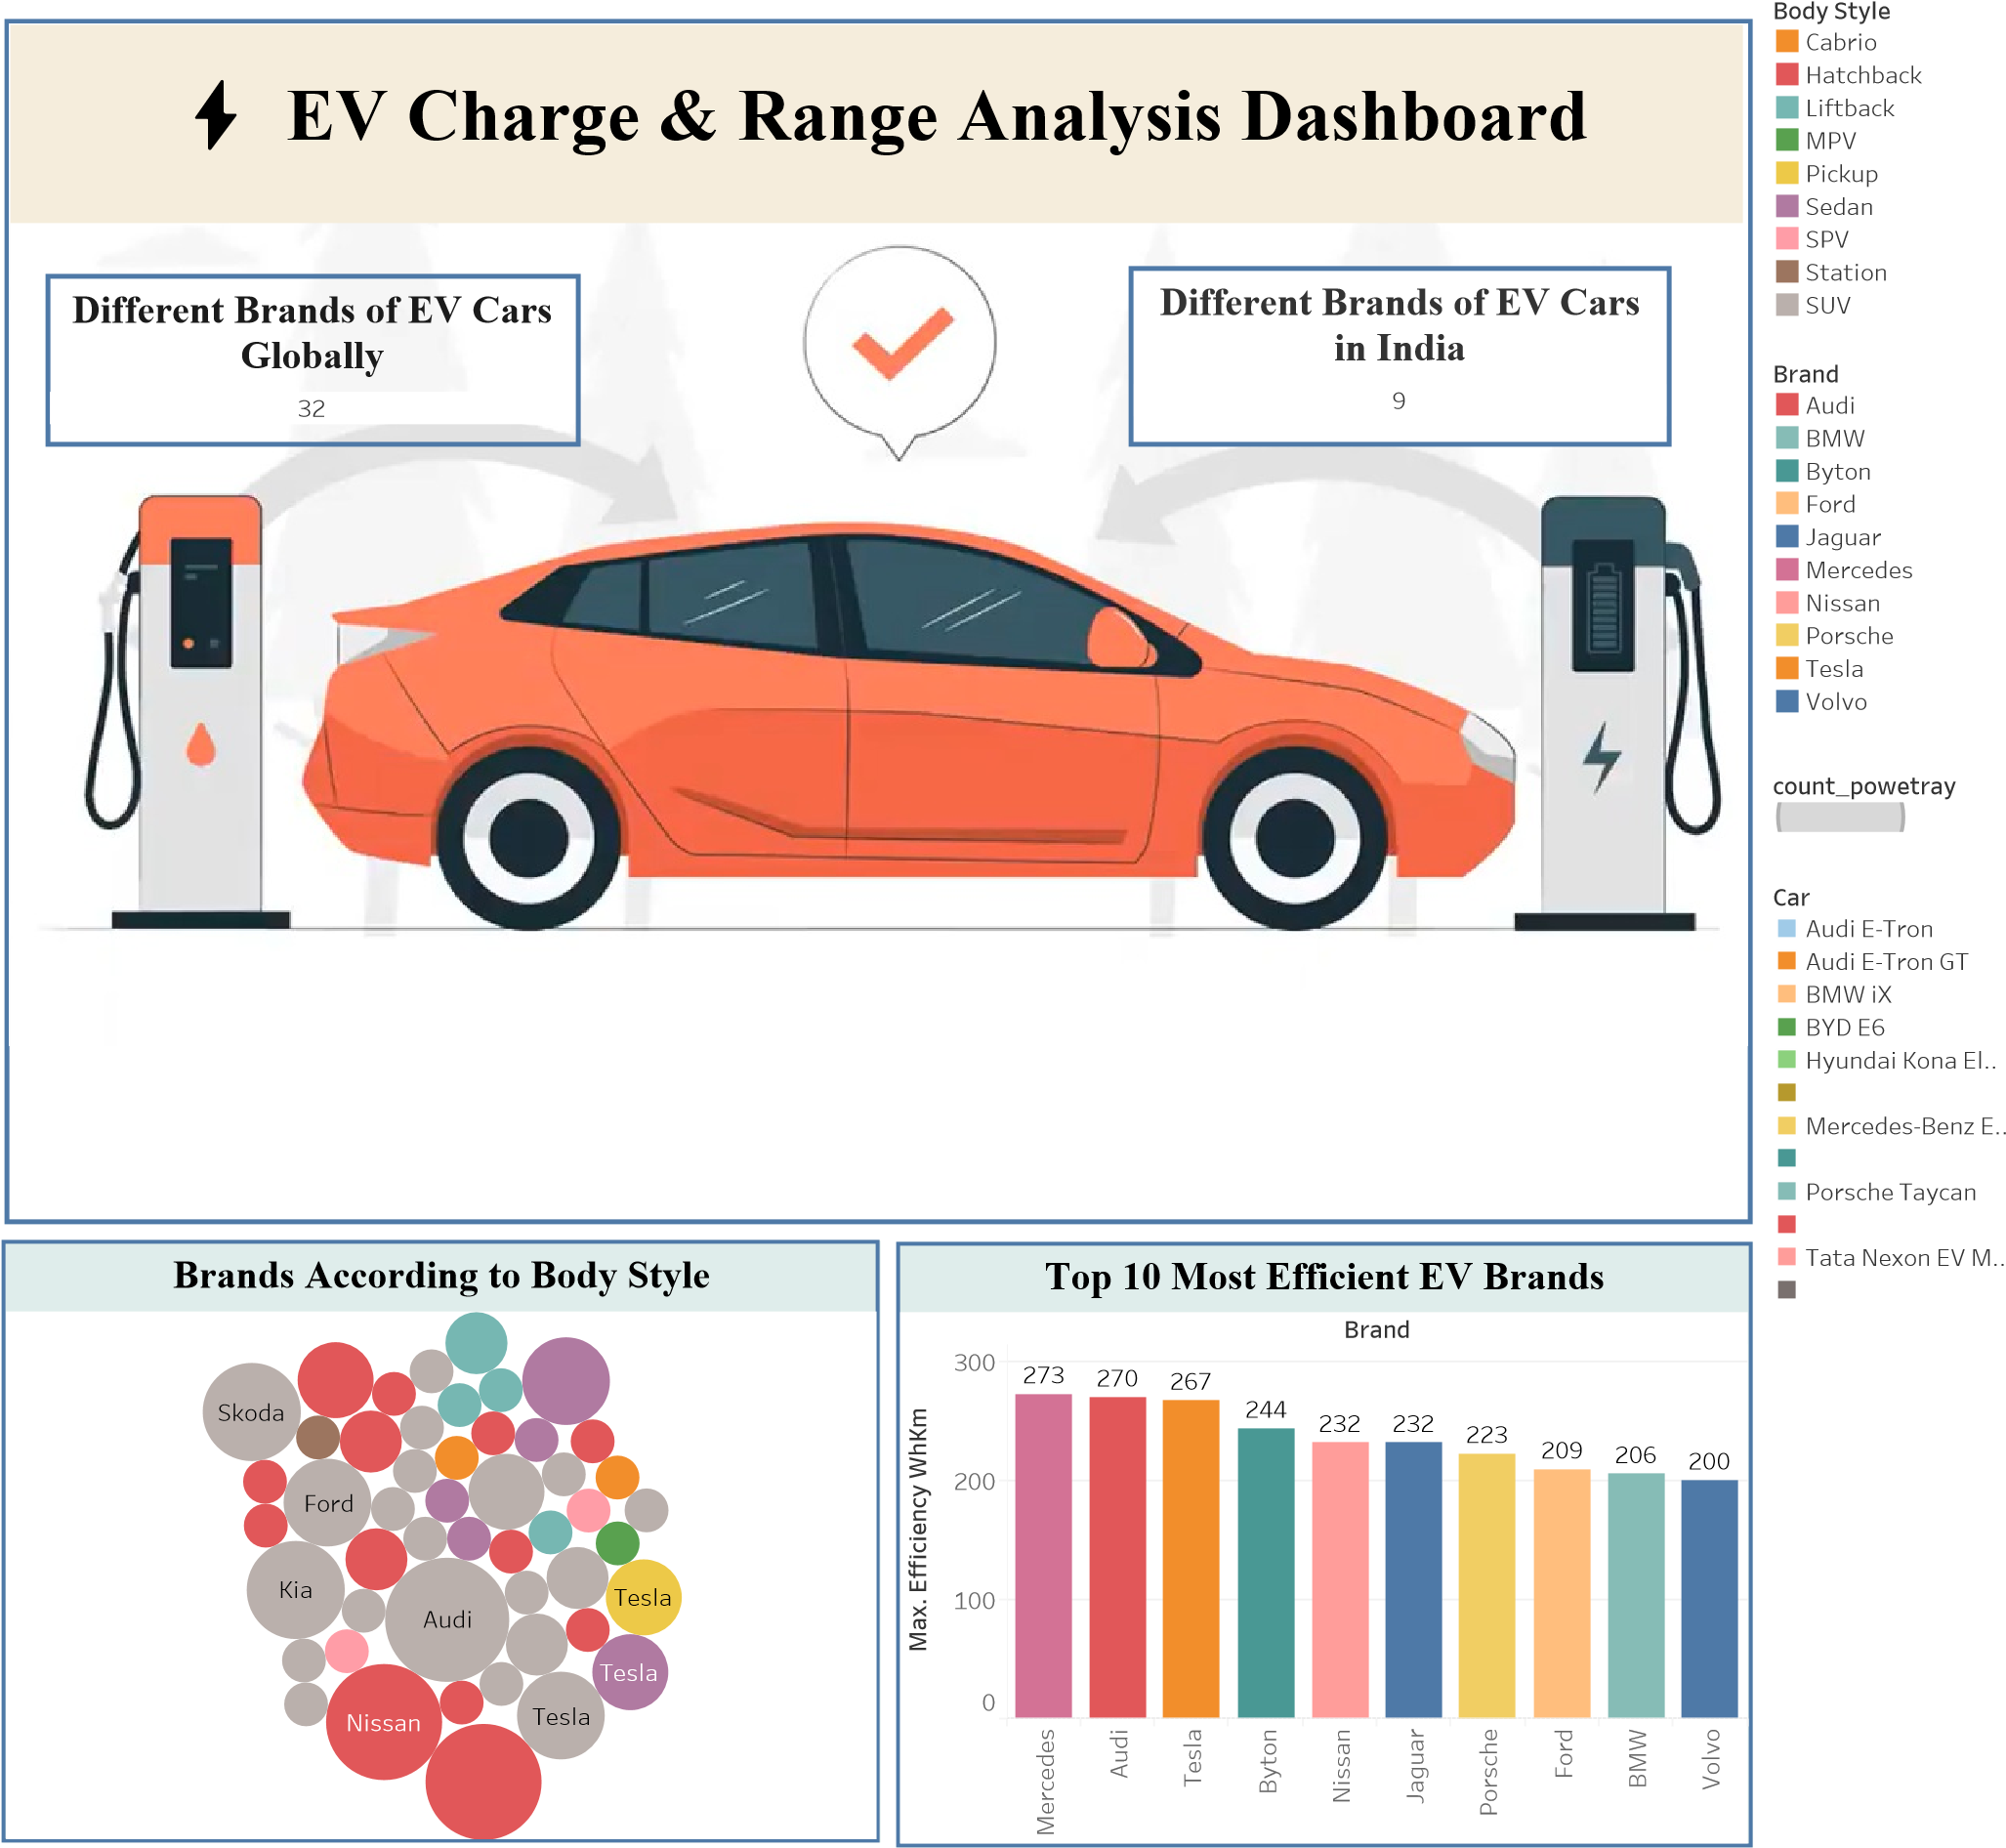 EV Charge & Range Analysis Dashboard
Different Brands of EV Cars
Globally
32
Different Brands of EV Cars
in India
9
Body Style
Cabrio
Hatchback
Liftback
MPV
Pickup
Sedan
SPV
Station
SUV
Brand
Audi
BMW
Byton
Ford
Jaguar
Mercedes
Nissan
Porsche
Tesla
Volvo
count_powetray
Car
Audi E-Tron
Audi E-Tron GT
BMW iX
BYD E6
Hyundai Kona El..
Mercedes-Benz E..
Porsche Taycan
Tata Nexon EV M..
Brands According to Body Style
Skoda
Ford
Kia
Audi
Tesla
Tesla
Nissan
Tesla
Top 10 Most Efficient EV Brands
Brand
Max. Efficiency WhKm
300
200
100
0
273
270
267
244
232
232
223
209
206
200
Mercedes
Audi
Tesla
Byton
Nissan
Jaguar
Porsche
Ford
BMW
Volvo